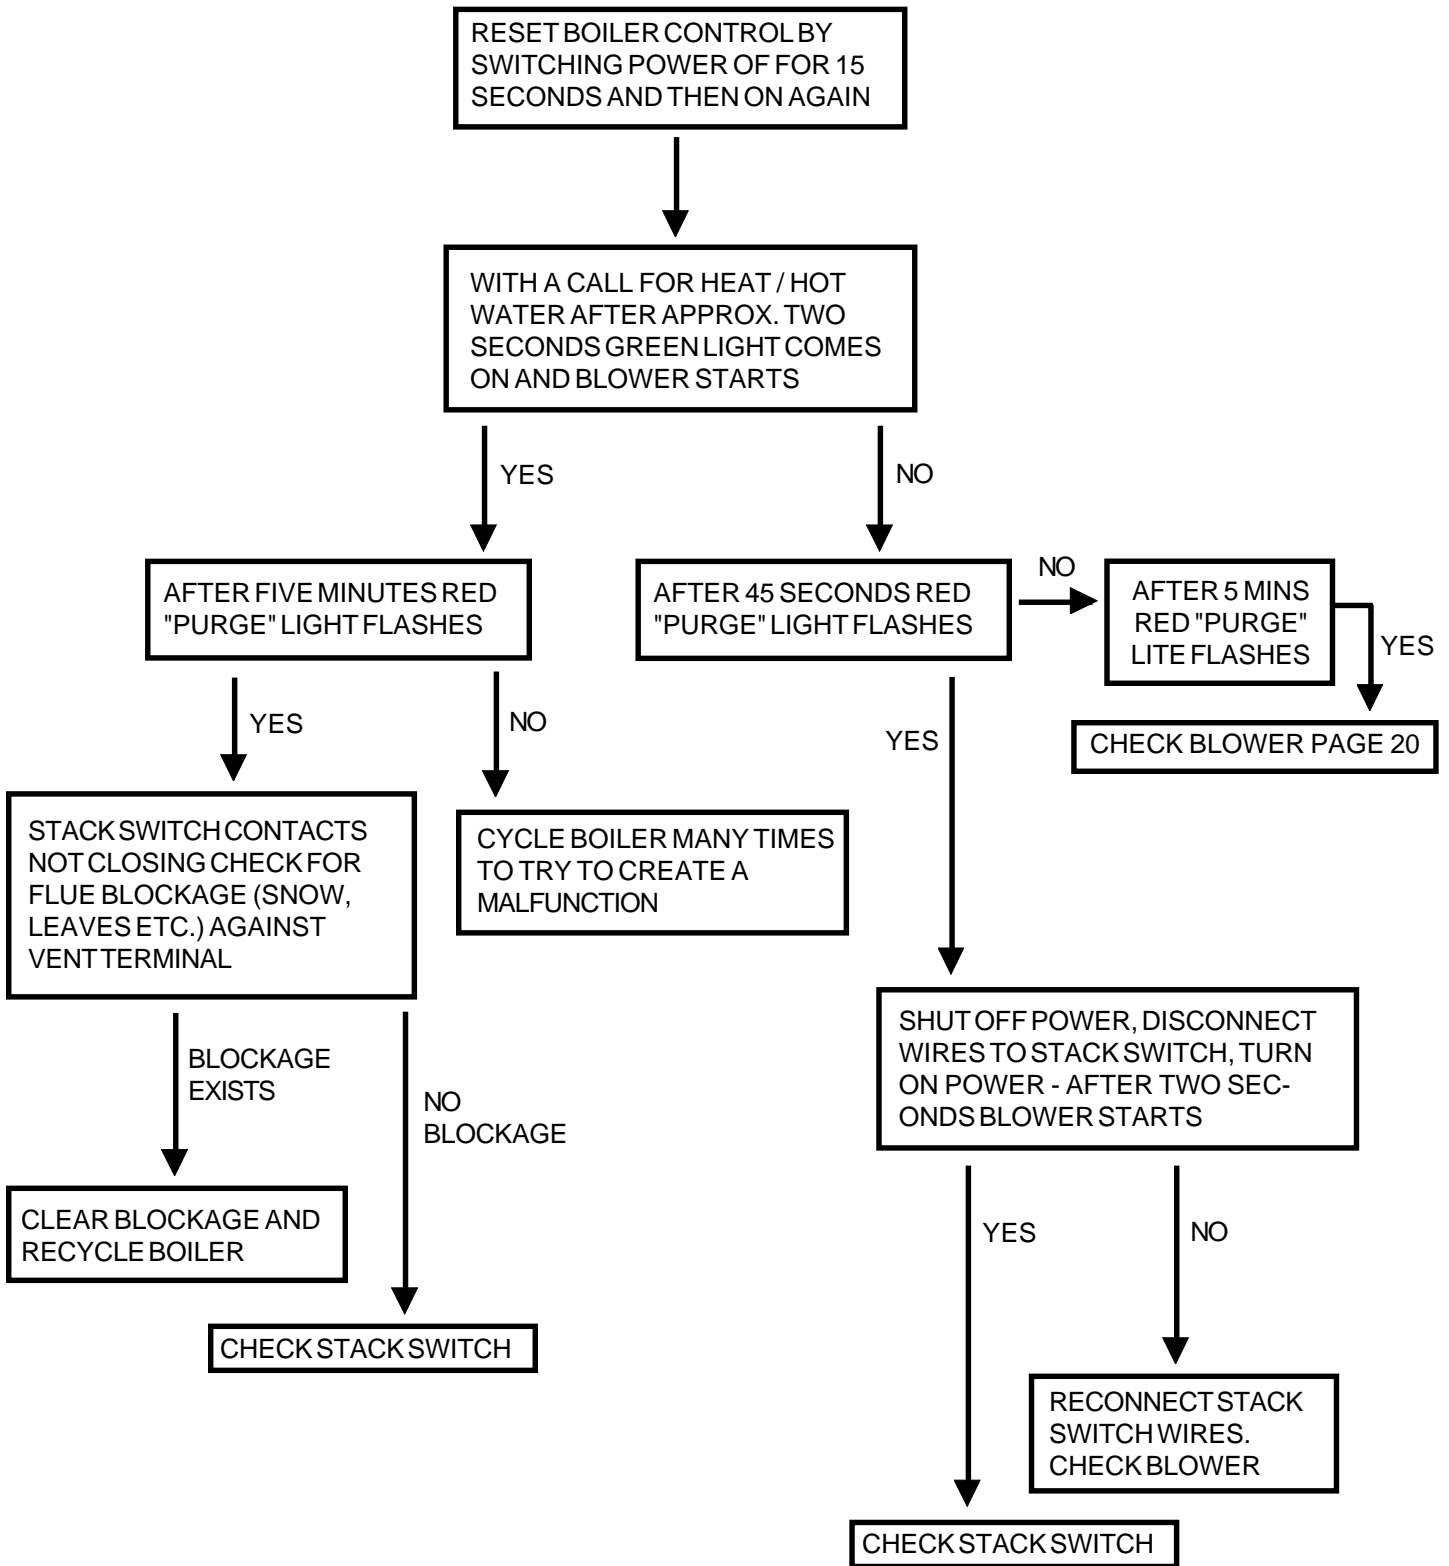 RESET BOILER CONTROL BY
SWITCHING POWER OF FOR 15
SECONDS AND THEN ON AGAIN
WITH A CALL FOR HEAT / HOT
WATER AFTER APPROX. TWO
SECONDS GREEN LIGHT COMES
ON AND BLOWER STARTS
YES
NO
AFTER FIVE MINUTES RED
"PURGE" LIGHT FLASHES
AFTER 45 SECONDS RED
"PURGE" LIGHT FLASHES
NO
AFTER 5 MINS
RED "PURGE"
LITE FLASHES
YES
CHECK BLOWER PAGE 20
YES
NO
YES
STACK SWITCH CONTACTS
NOT CLOSING CHECK FOR
FLUE BLOCKAGE (SNOW,
LEAVES ETC.) AGAINST
VENT TERMINAL
CYCLE BOILER MANY TIMES
TO TRY TO CREATE A
MALFUNCTION
SHUT OFF POWER, DISCONNECT
WIRES TO STACK SWITCH, TURN
ON POWER - AFTER TWO SEC-
ONDS BLOWER STARTS
BLOCKAGE
EXISTS
NO
BLOCKAGE
CLEAR BLOCKAGE AND
RECYCLE BOILER
CHECK STACK SWITCH
YES
NO
RECONNECT STACK
SWITCH WIRES.
CHECK BLOWER
CHECK STACK SWITCH